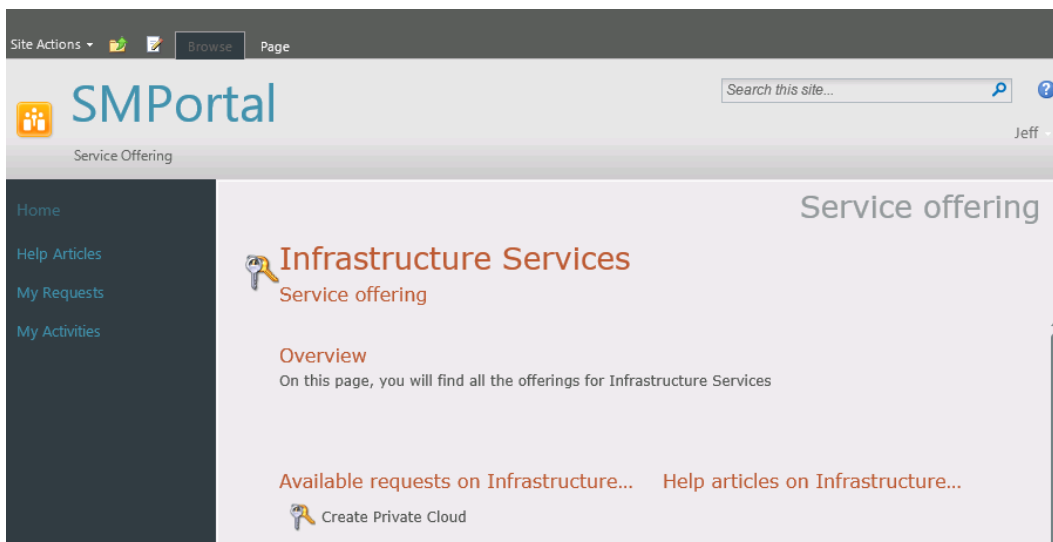 Site Actions Browse Page
SMPortal
Search this site...
Jeff
Service Offering
Home
Help Articles
My Requests
My Activities
Service offering
Infrastructure Services
Service offering
Overview
On this page, you will find all the offerings for Infrastructure Services
Available requests on Infrastructure...
Help articles on Infrastructure...
Create Private Cloud